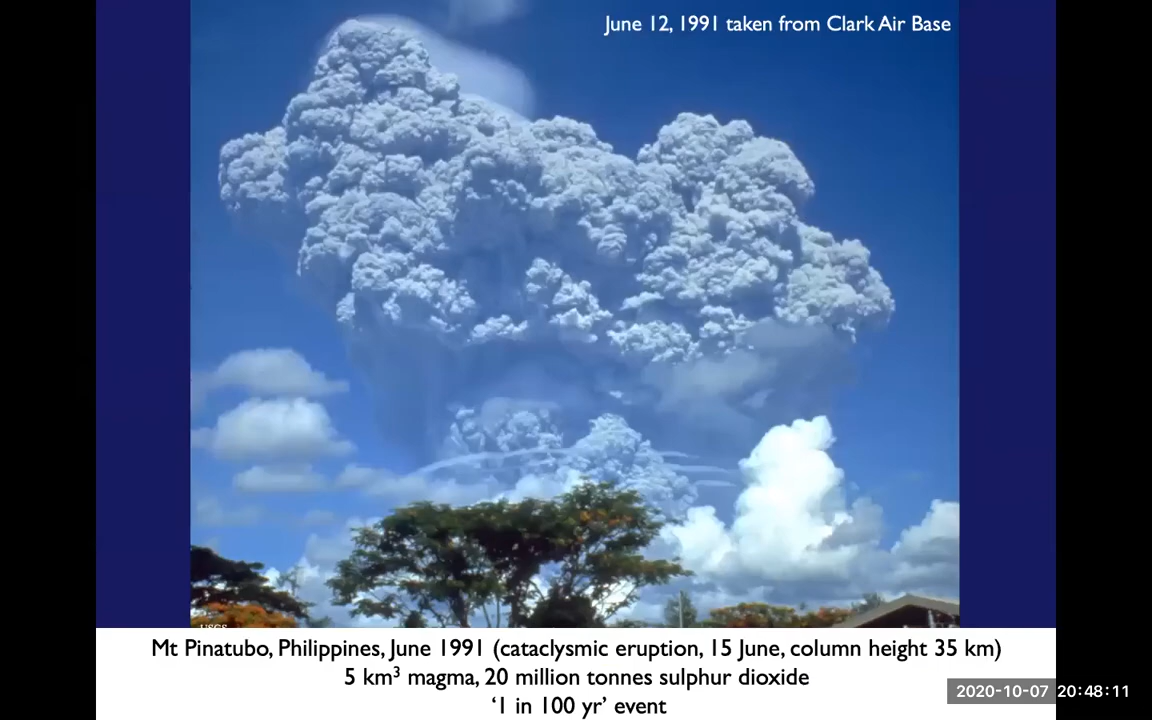 June 12, 1991 taken from Clark Air Base
USGS
Mt Pinatubo, Philippines, June 1991 (cataclysmic eruption, 15 June, column height 35 km)
5 km³ magma, 20 million tonnes sulphur dioxide
‘1 in 100 yr’ event
2020-10-07 20:48:11